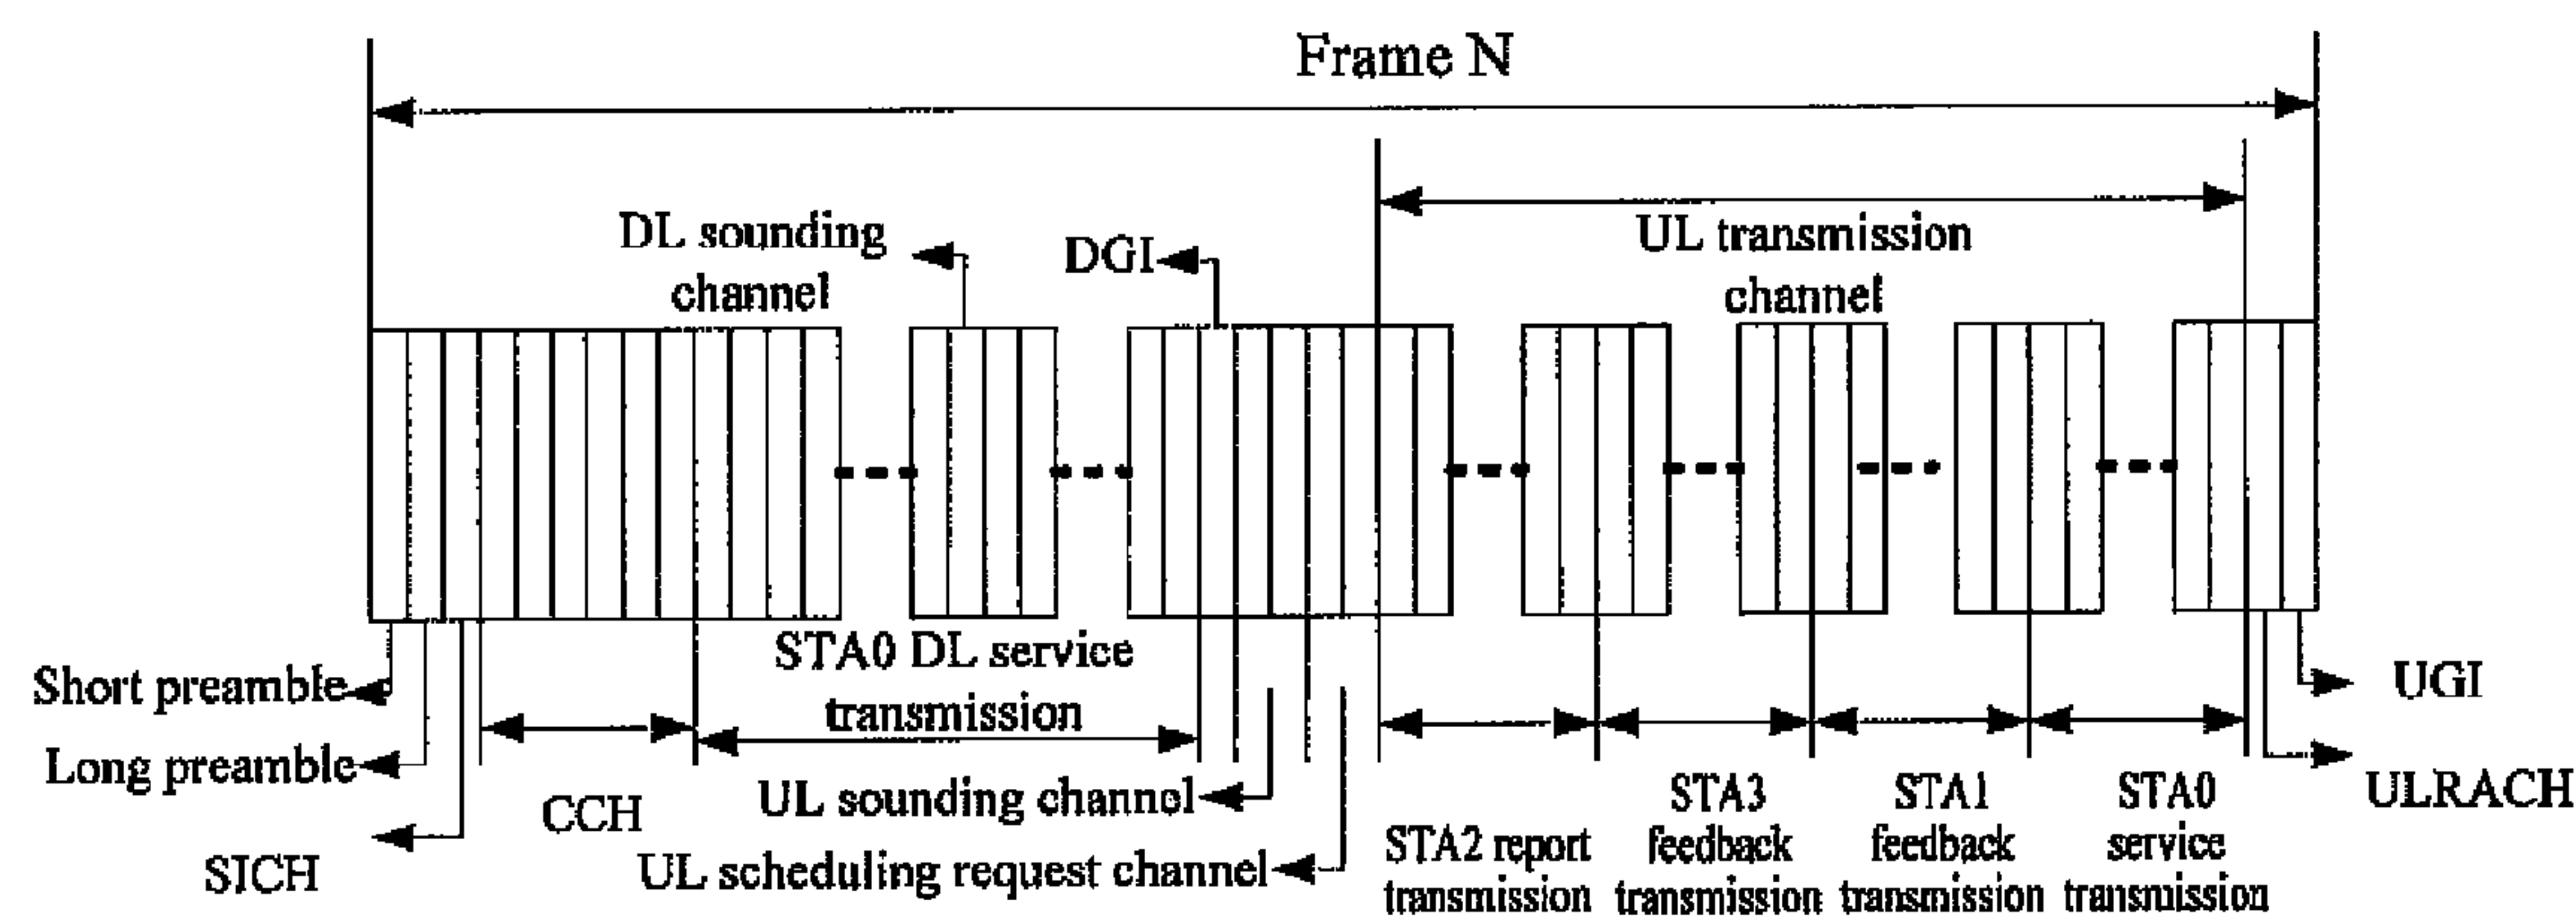 Frame N
DL sounding
channel
DGI
UL transmission
channel
STA0 DL service
transmission
Short preamble
Long preamble
SICH
CCH
UL sounding channel
UL scheduling request channel
STA2 report
transmission
STA3
feedback
transmission
STA1
feedback
transmission
STA0
service
transmission
UGI
ULRACH